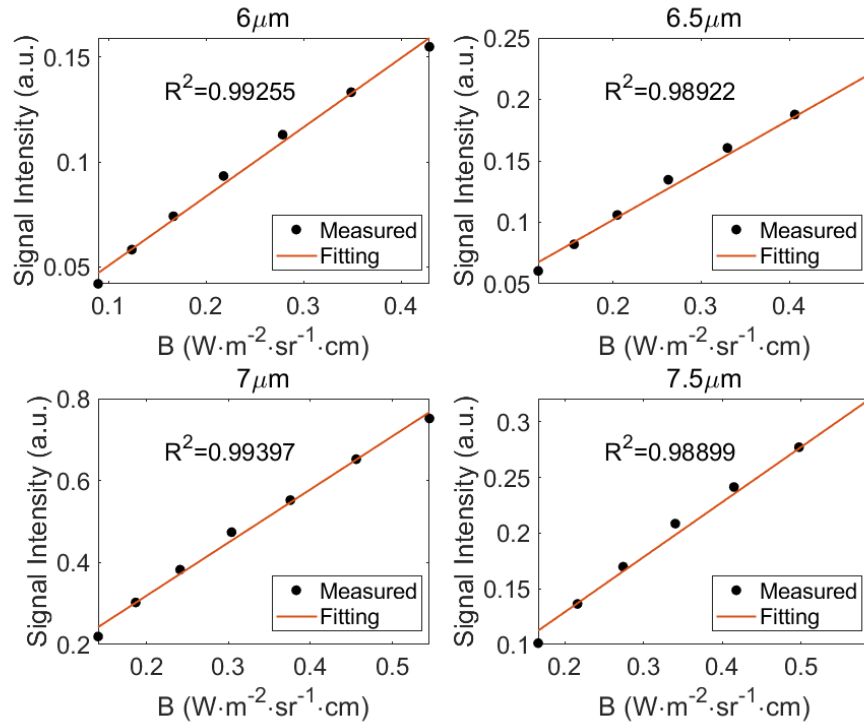 6μm
Signal Intensity (a.u.)
0.15
0.1
0.05
R²=0.99255
Measured
Fitting
0.1 0.2 0.3 0.4
B (W·m⁻²·sr⁻¹·cm)
6.5μm
Signal Intensity (a.u.)
0.25
0.2
0.15
0.1
0.05
R²=0.98922
Measured
Fitting
0.2 0.3 0.4
B (W·m⁻²·sr⁻¹·cm)
7μm
Signal Intensity (a.u.)
0.8
0.6
0.4
0.2
R²=0.99397
Measured
Fitting
0.2 0.3 0.4 0.5
B (W·m⁻²·sr⁻¹·cm)
7.5μm
Signal Intensity (a.u.)
0.3
0.25
0.2
0.15
0.1
R²=0.98899
Measured
Fitting
0.2 0.3 0.4 0.5
B (W·m⁻²·sr⁻¹·cm)